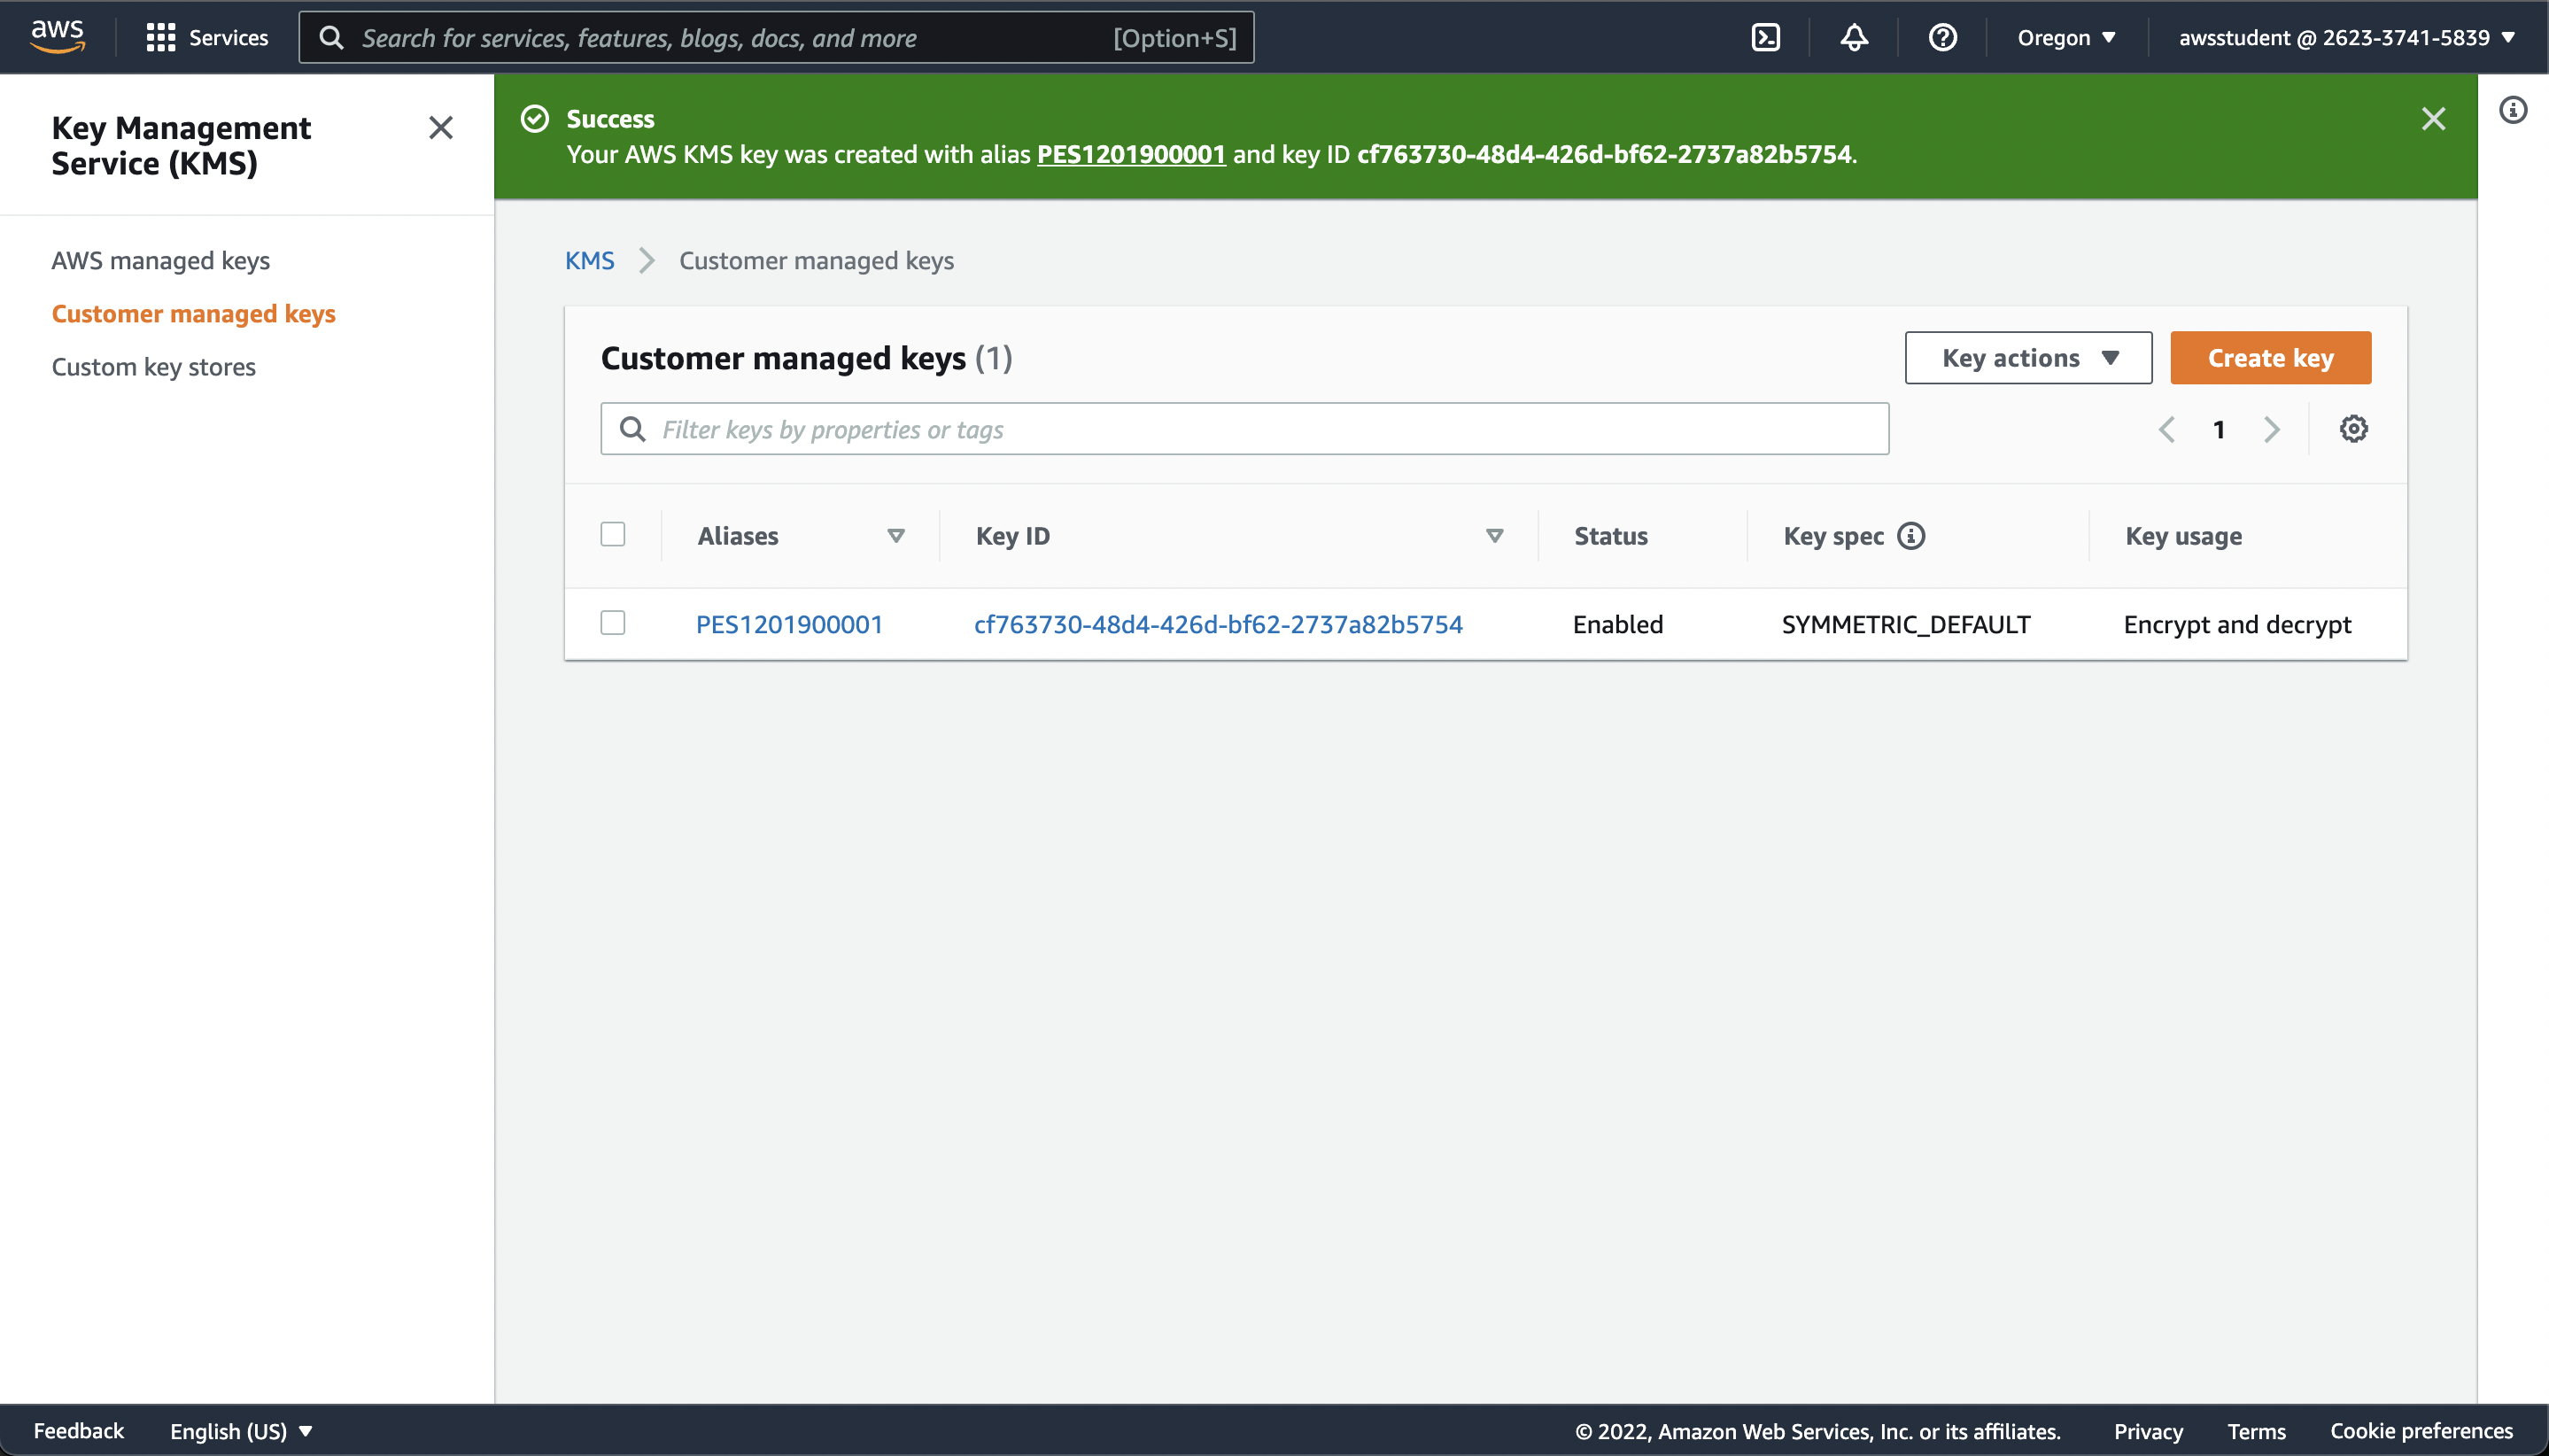 aws Services Search for services, features, blogs, docs, and more [Option+S] Oregon awsstudent @ 2623-3741-5839
Key Management
Service (KMS)
AWS managed keys
Customer managed keys
Custom key stores
Success
Your AWS KMS key was created with alias PES1201900001 and key ID cf763730-48d4-426d-bf62-2737a82b5754.
KMS Customer managed keys
Customer managed keys (1) Key actions Create key
Filter keys by properties or tags 1
Aliases Key ID Status Key spec Key usage
PES1201900001 cf763730-48d4-426d-bf62-2737a82b5754 Enabled SYMMETRIC_DEFAULT Encrypt and decrypt
Feedback English (US) © 2022, Amazon Web Services, Inc. or its affiliates. Privacy Terms Cookie preferences